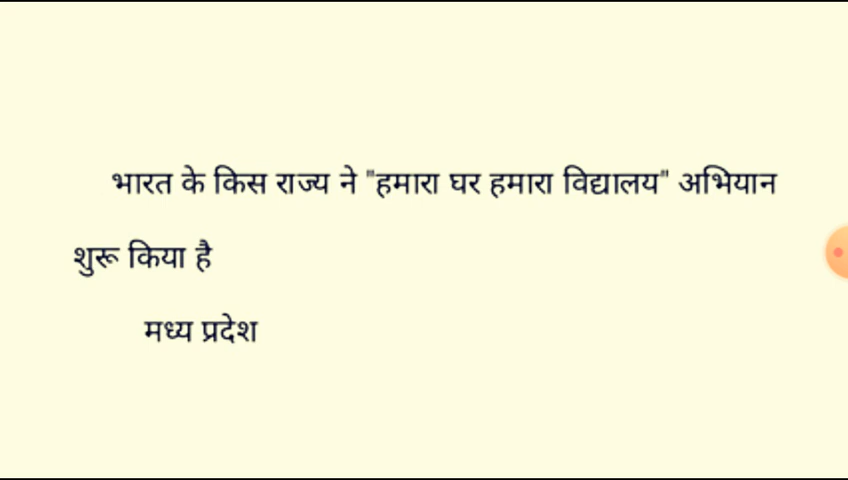 भारत के किस राज्य ने "हमारा घर हमारा विद्यालय" अभियान
शुरू किया है
मध्य प्रदेश